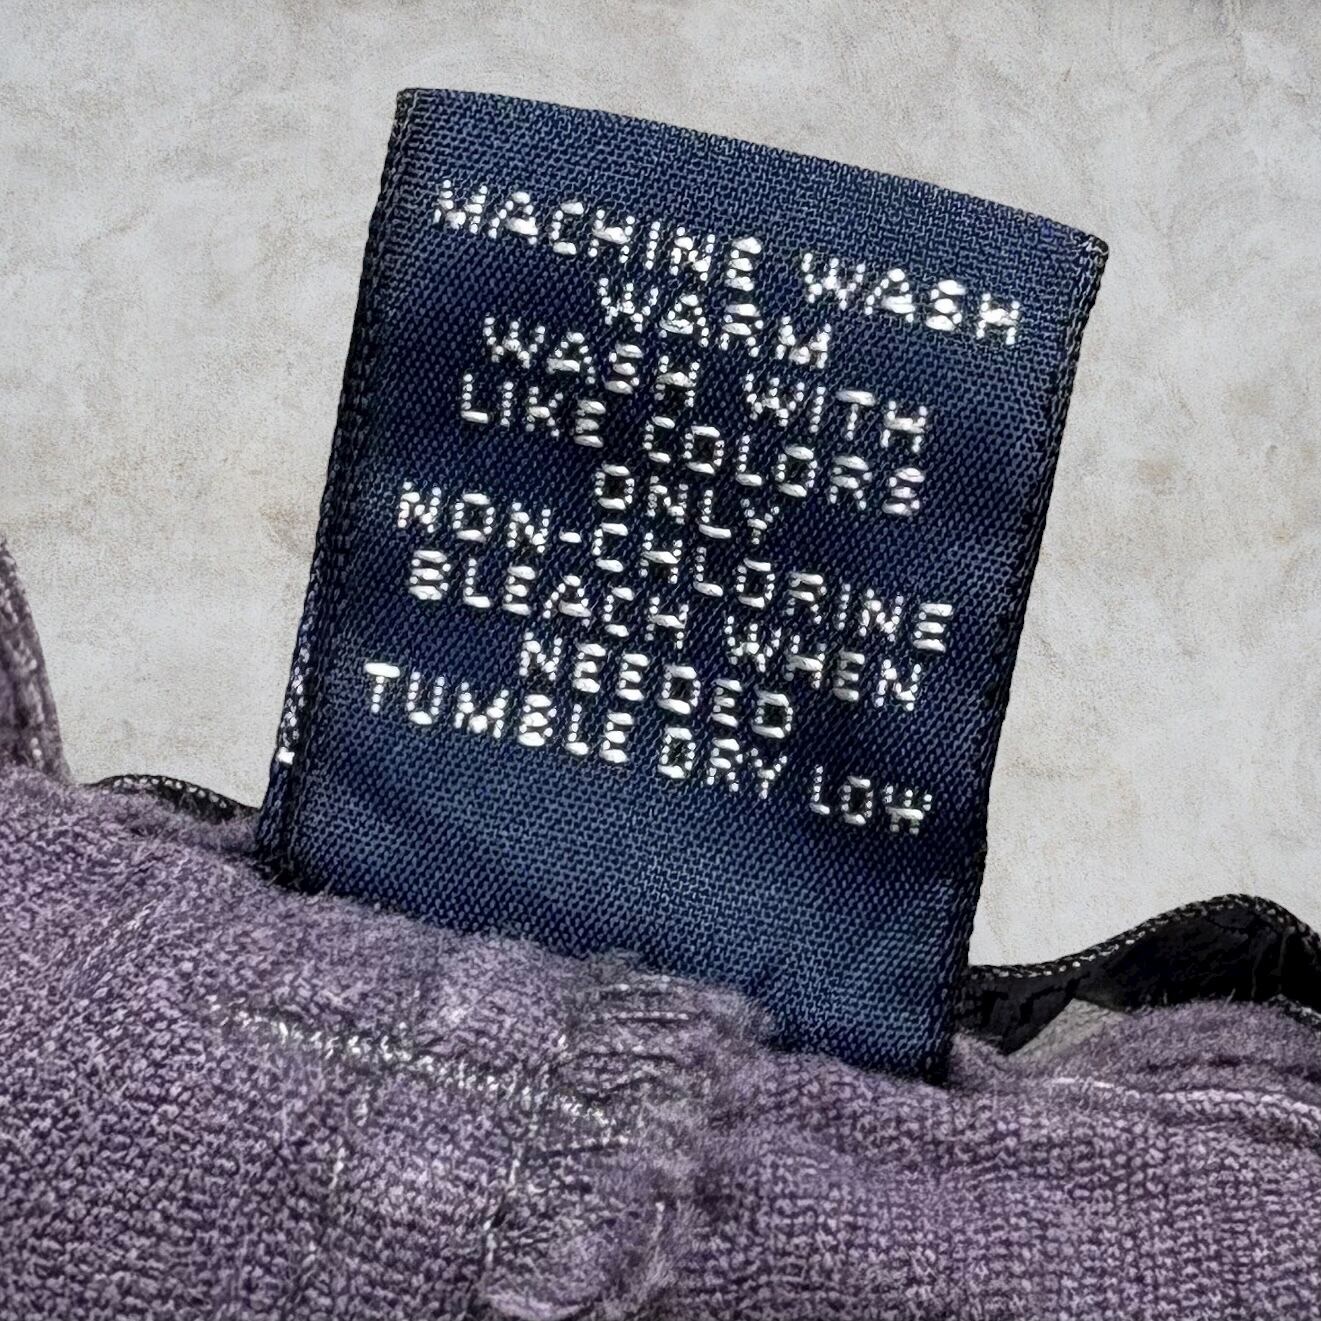 MACHINE WASH
WARM
WASH WITH
LIKE COLORS
ONLY
NON-CHLORINE
BLEACH WHEN
NEEDED
TUMBLE DRY LOW